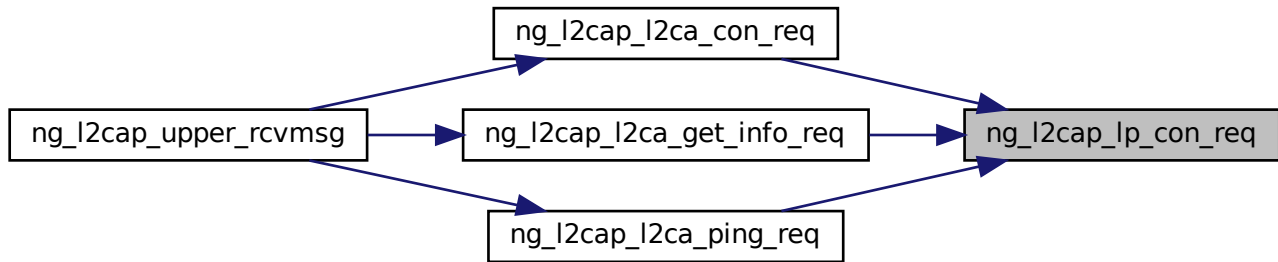 ng_l2cap_l2ca_con_req
ng_l2cap_upper_rcvmsg
ng_l2cap_l2ca_get_info_req
ng_l2cap_lp_con_req
ng_l2cap_l2ca_ping_req